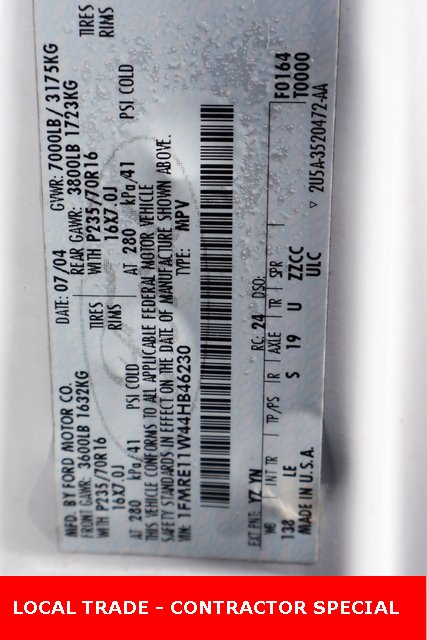 MFD. BY FORD MOTOR CO.
DATE: 07/04 GVWR: 7000LB / 3175KG
FRONT GAWR: 3600LB 1632KG REAR GAWR: 3800LB 1723KG
WITH P235/70R16 TIRES WITH P235/70R16 TIRES
16X7.0J RIMS 16X7.0J RIMS
AT 280 kPa/41 PSI COLD AT 280 kPa/41 PSI COLD
THIS VEHICLE CONFORMS TO ALL APPLICABLE FEDERAL MOTOR VEHICLE
SAFETY STANDARDS IN EFFECT ON THE DATE OF MANUFACTURE SHOWN ABOVE.
VIN: 1FMRE11W44HB46230 TYPE: MPV
EXT PNT: YZ YN RC: 24 DSO: F0164
WB INT TR TP/PS R AXLE TR SPR T0000
138 LE S 19 U ZZCC
MADE IN U.S.A. ULC ▽ 2U5A-3520472-AA
LOCAL TRADE - CONTRACTOR SPECIAL